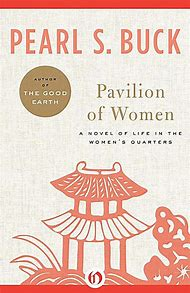 PEARL S. BUCK
AUTHOR
OF
THE GOOD
EARTH
Pavilion of Women
A NOVEL OF LIFE IN THE
WOMEN'S QUARTERS